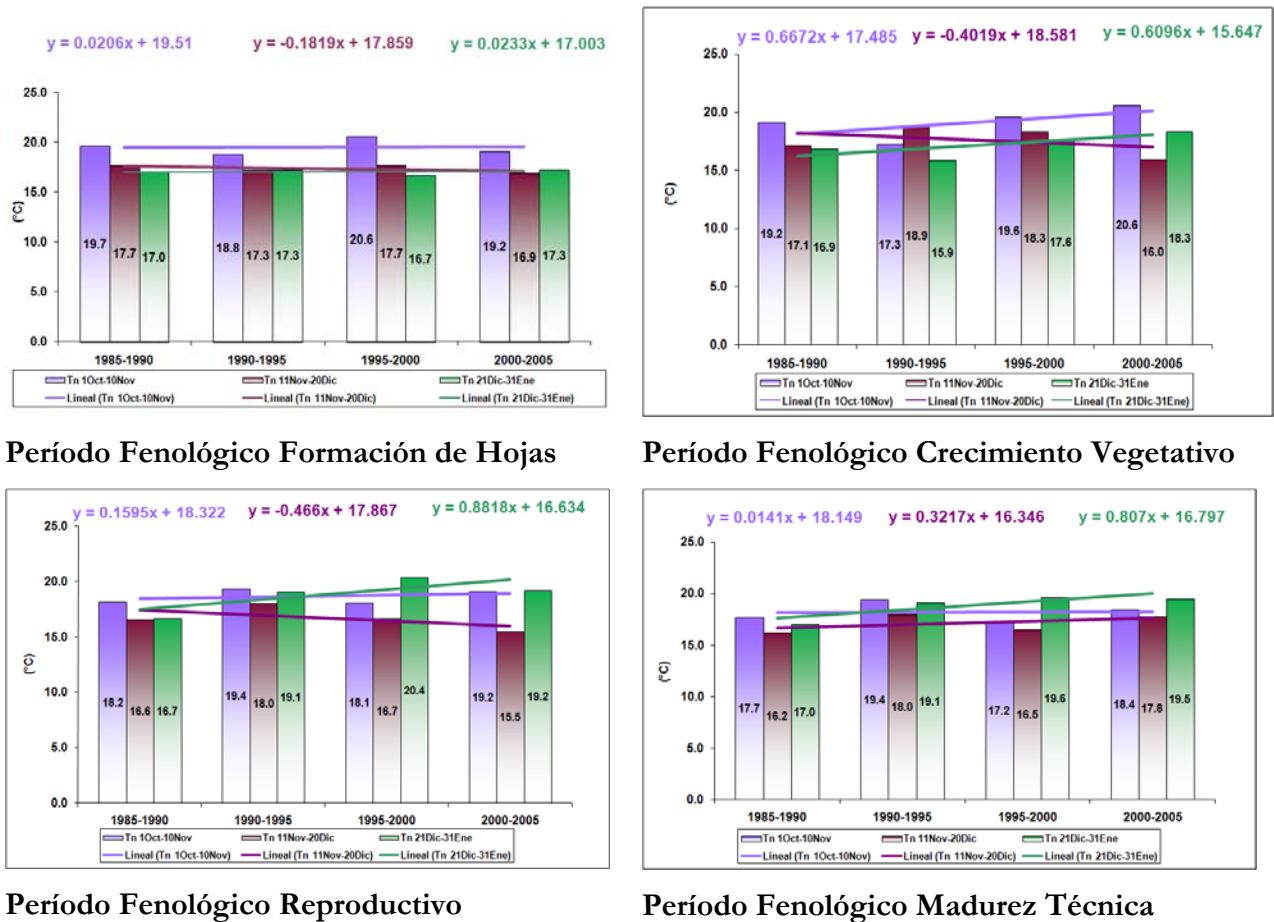 y = 0.0206x + 19.51 y = -0.1819x + 17.859 y = 0.0233x + 17.003
25.0
20.0
15.0
10.0
5.0
0.0
(°C)
19.7 17.7 17.0 18.8 17.3 17.3 20.6 17.7 16.7 19.2 16.9 17.3
1985-1990 1990-1995 1995-2000 2000-2005
Tn 1Oct-10Nov Tn 11Nov-20Dic Tn 21Dic-31Ene
Lineal (Tn 1Oct-10Nov) Lineal (Tn 11Nov-20Dic) Lineal (Tn 21Dic-31Ene)
Período Fenológico Formación de Hojas
y = 0.6672x + 17.485 y = -0.4019x + 18.581 y = 0.6096x + 15.647
25.0
20.0
15.0
10.0
5.0
0.0
(°C)
19.2 17.1 16.9 17.3 18.9 15.9 19.6 18.3 17.6 20.6 16.0 18.3
1985-1990 1990-1995 1995-2000 2000-2005
Tn 1Oct-10Nov Tn 11Nov-20Dic Tn 21Dic-31Ene
Lineal (Tn 1Oct-10Nov) Lineal (Tn 11Nov-20Dic) Lineal (Tn 21Dic-31Ene)
Período Fenológico Crecimiento Vegetativo
y = 0.1595x + 18.322 y = -0.466x + 17.867 y = 0.8818x + 16.634
25.0
20.0
15.0
10.0
5.0
0.0
(°C)
18.2 16.6 16.7 19.4 18.0 19.1 18.1 16.7 20.4 19.2 15.5 19.2
1985-1990 1990-1995 1995-2000 2000-2005
Tn 1Oct-10Nov Tn 11Nov-20Dic Tn 21Dic-31Ene
Lineal (Tn 1Oct-10Nov) Lineal (Tn 11Nov-20Dic) Lineal (Tn 21Dic-31Ene)
Período Fenológico Reproductivo
y = 0.0141x + 18.149 y = 0.3217x + 16.346 y = 0.807x + 16.797
25.0
20.0
15.0
10.0
5.0
0.0
(°C)
17.7 16.2 17.0 19.4 18.0 19.1 17.2 16.5 19.6 18.4 17.8 19.5
1985-1990 1990-1995 1995-2000 2000-2005
Tn 1Oct-10Nov Tn 11Nov-20Dic Tn 21Dic-31Ene
Lineal (Tn 1Oct-10Nov) Lineal (Tn 11Nov-20Dic) Lineal (Tn 21Dic-31Ene)
Período Fenológico Madurez Técnica